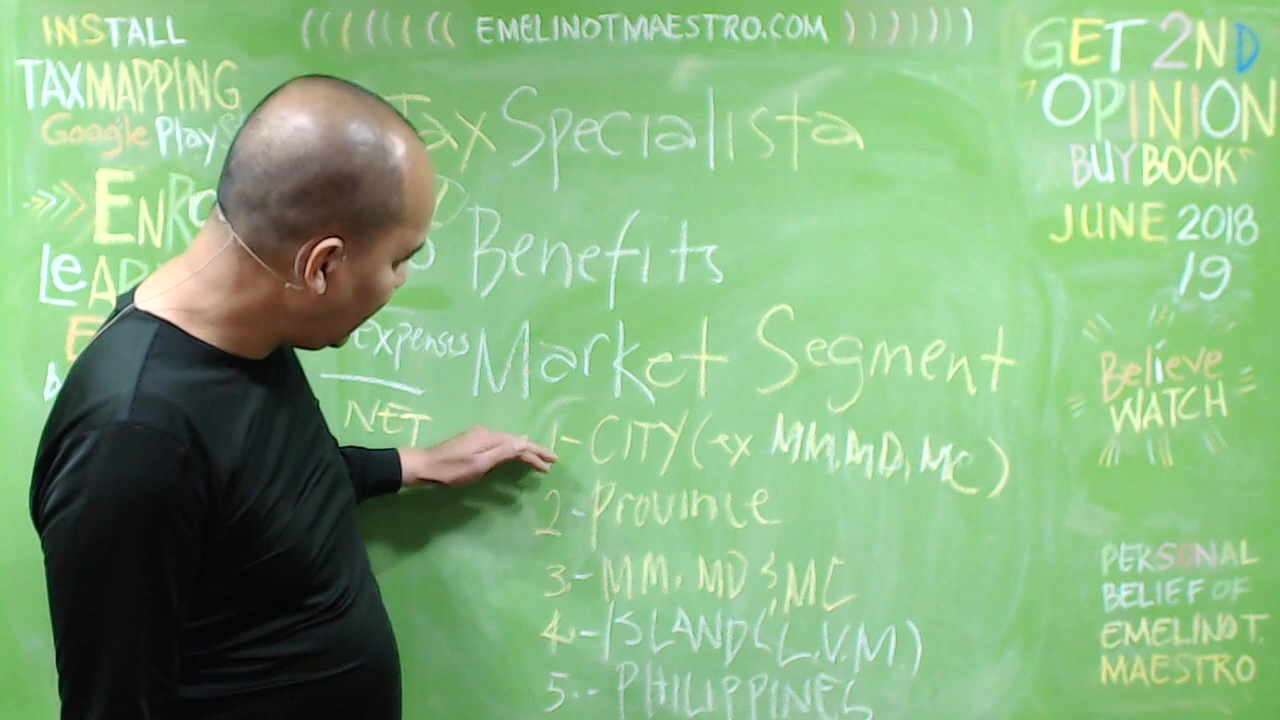 INSTALL
TAXMAPPING
Google Play
ENRO
LEAR
((((((( EMELINOTMAESTRO.COM )))))))
Tax Specialista
Benefits
expenses
NET
Market Segment
1-CITY(ex MM,MD,MC)
2-Province
3.-MM, MD & MC
4-ISLAND(L.V.M)
5.-PHILIPPINES
GET 2ND
OPINION
BUY BOOK
JUNE 2018
19
Believe
WATCH
PERSONAL
BELIEF OF
EMELINO T.
MAESTRO